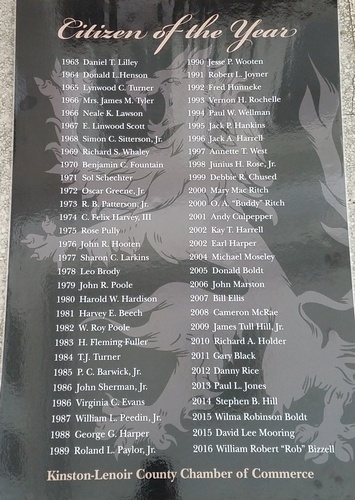 Citizen of the Year
1963 Daniel T. Lilley
1964 Donald L.Henson
1965 Lynwood C. Turner
1966 Mrs. James M. Tyler
1966 Neale K. Lawson
1967 E. Linwood Scott
1968 Simon C. Sitterson, Jr.
1969 Richard S. Whaley
1970 Benjamin C. Fountain
1971 Sol Schechter
1972 Oscar Greene, Jr.
1973 R. B. Patterson, Jr.
1974 C. Felix Harvey, III
1975 Rose Pully
1976 John R. Hooten
1977 Sharon C. Larkins
1978 Leo Brody
1979 John R. Poole
1980 Harold W. Hardison
1981 Harvey E. Beech
1982 W. Roy Poole
1983 H. Fleming Fuller
1984 T.J. Turner
1985 P.C. Barwick, Jr.
1986 John Sherman, Jr.
1986 Virginia C. Evans
1987 William L. Peedin, Jr.
1988 George G. Harper
1989 Roland L. Paylor, Jr.
1990 Jesse P. Wooten
1991 Robert L. Joyner
1992 Fred Hunneke
1993 Vernon H. Rochelle
1994 Paul W. Wellman
1995 Jack P. Hankins
1996 Jack A. Harrell
1997 Annette T. West
1998 Junius H. Rose, Jr.
1999 Debbie R. Chused
2000 Mary Mac Ritch
2000 O. A. "Buddy" Ritch
2001 Andy Culpepper
2002 Kay T. Harrell
2002 Earl Harper
2004 Michael Moseley
2005 Donald Boldt
2006 John Marston
2007 Bill Ellis
2008 Cameron McRae
2009 James Tull Hill, Jr.
2010 Richard A. Holder
2011 Gary Black
2012 Danny Rice
2013 Paul L. Jones
2014 Stephen B. Hill
2015 Wilma Robinson Boldt
2015 David Lee Mooring
2016 William Robert "Rob" Bizzell
Kinston-Lenoir County Chamber of Commerce